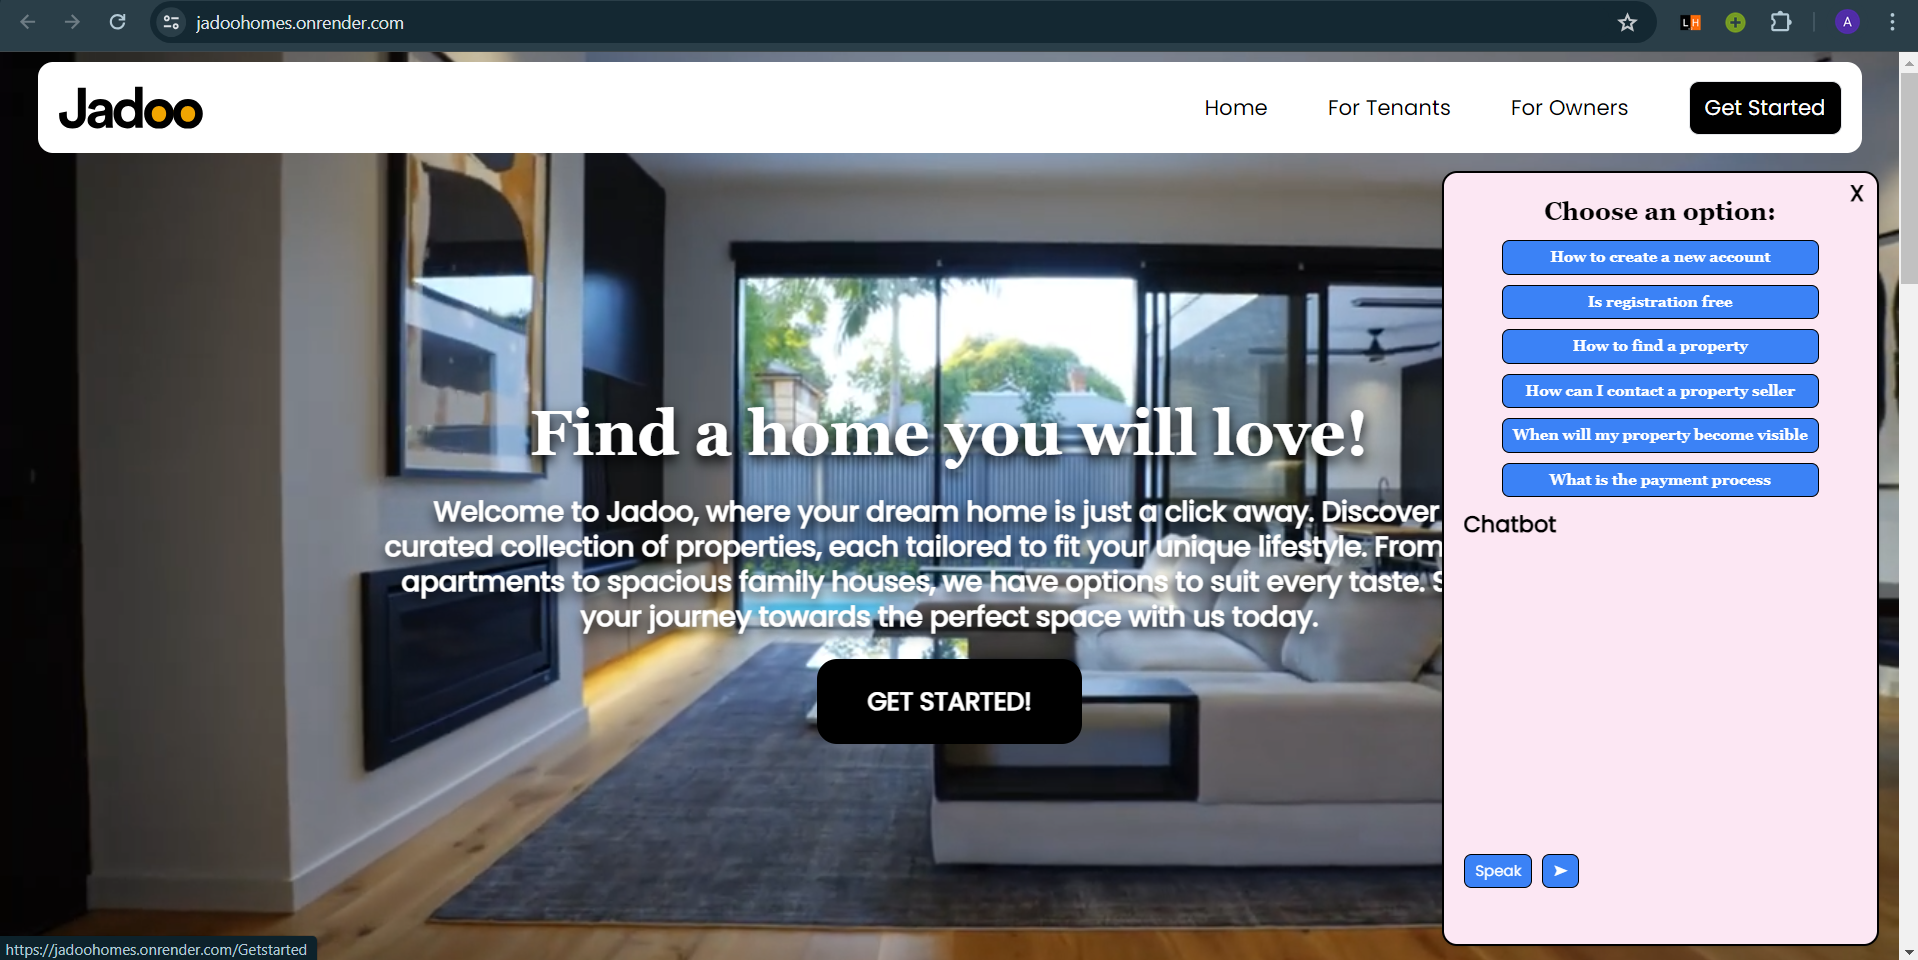 jadoohomes.onrender.com
LH
A
Jadoo
Home
For Tenants
For Owners
Get Started
Find a home you will love!
Welcome to Jadoo, where your dream home is just a click away. Discover
curated collection of properties, each tailored to fit your unique lifestyle. From
apartments to spacious family houses, we have options to suit every taste. S
your journey towards the perfect space with us today.
GET STARTED!
X
Choose an option:
How to create a new account
Is registration free
How to find a property
How can I contact a property seller
When will my property become visible
What is the payment process
Chatbot
Speak
➤
https://jadoohomes.onrender.com/Getstarted